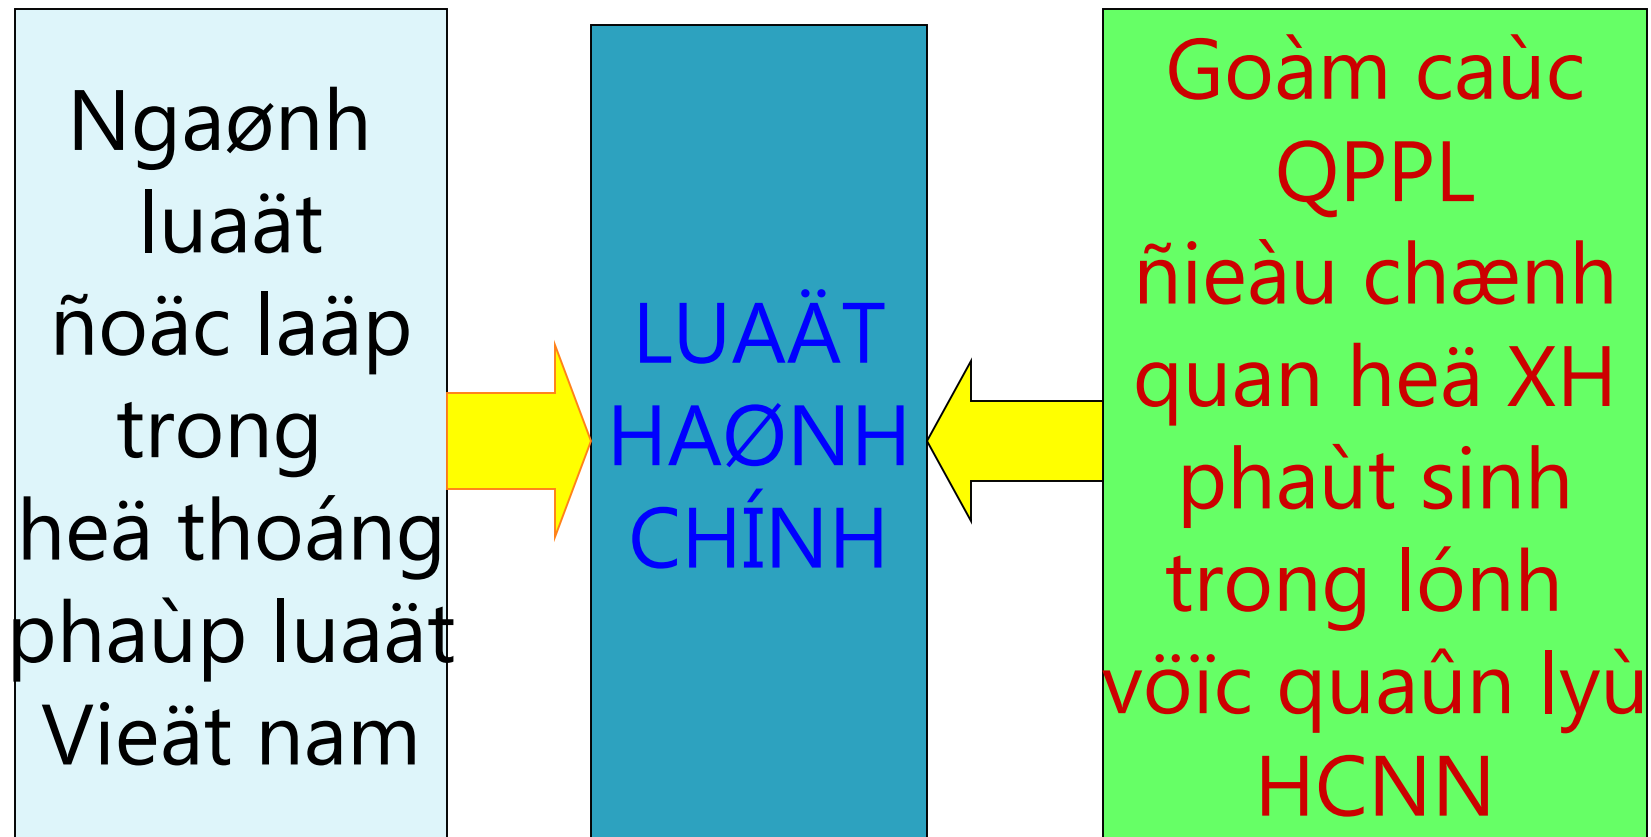 Ngaønh
luaät
ñoäc laäp
trong
heä thoáng
phaùp luaät
Vieät nam
LUAÄT
HAØNH
CHÍNH
Goàm caùc
QPPL
ñieàu chænh
quan heä XH
phaùt sinh
trong lónh
vöïc quaûn lyù
HCNN